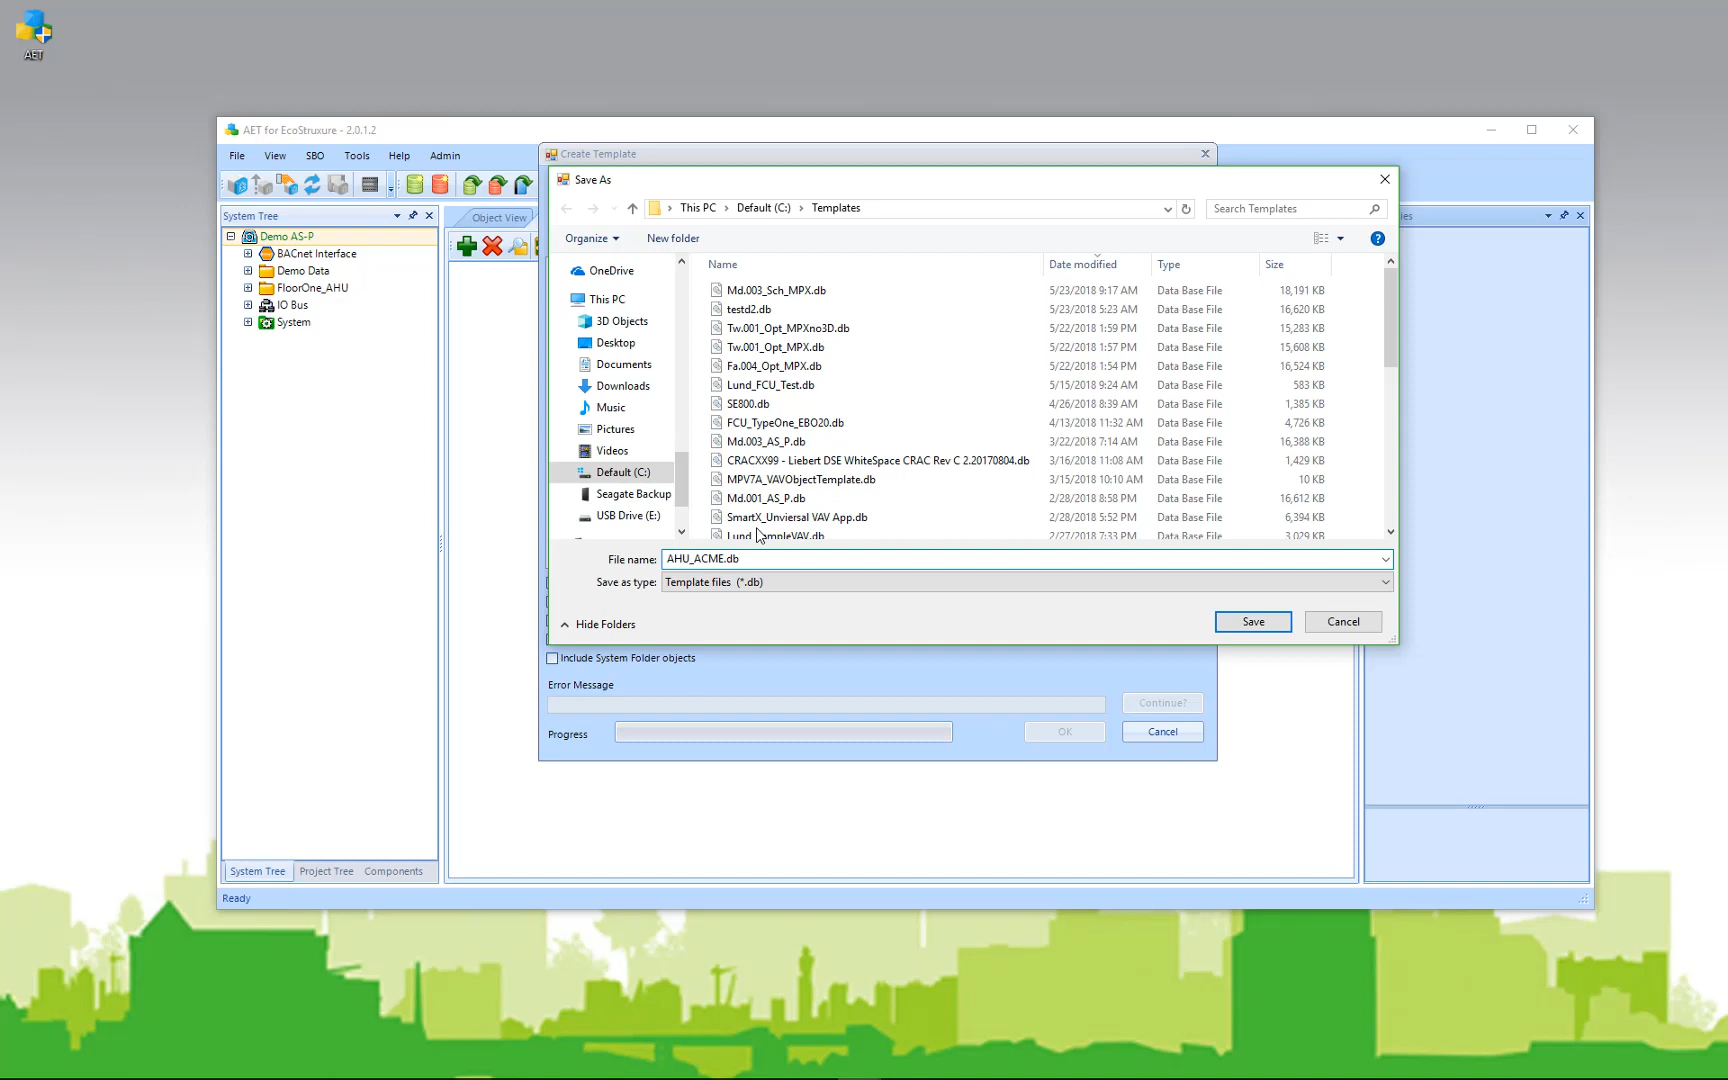 AET
AET for EcoStruxure - 2.0.1.2
File View SBO Tools Help Admin
Create Template
Save As
This PC › Default (C:) › Templates
Search Templates
Organize
New folder
System Tree
Demo AS-P
BACnet Interface
Demo Data
FloorOne_AHU
IO Bus
System
Object View
ies
OneDrive
This PC
3D Objects
Desktop
Documents
Downloads
Music
Pictures
Videos
Default (C:)
Seagate Backup
USB Drive (E:)
Name Date modified Type Size
Md.003_Sch_MPX.db 5/23/2018 9:17 AM Data Base File 18,191 KB
testd2.db 5/23/2018 5:23 AM Data Base File 16,620 KB
Tw.001_Opt_MPXno3D.db 5/22/2018 1:59 PM Data Base File 15,283 KB
Tw.001_Opt_MPX.db 5/22/2018 1:57 PM Data Base File 15,608 KB
Fa.004_Opt_MPX.db 5/22/2018 1:54 PM Data Base File 16,524 KB
Lund_FCU_Test.db 5/15/2018 9:24 AM Data Base File 583 KB
SE800.db 4/26/2018 8:39 AM Data Base File 1,385 KB
FCU_TypeOne_EBO20.db 4/13/2018 11:32 AM Data Base File 4,726 KB
Md.003_AS_P.db 3/22/2018 7:14 AM Data Base File 16,388 KB
CRACXX99 - Liebert DSE WhiteSpace CRAC Rev C 2.20170804.db 3/16/2018 11:08 AM Data Base File 1,429 KB
MPV7A_VAVObjectTemplate.db 3/15/2018 10:10 AM Data Base File 10 KB
Md.001_AS_P.db 2/28/2018 8:58 PM Data Base File 16,612 KB
SmartX_Unviersal VAV App.db 2/28/2018 5:52 PM Data Base File 6,394 KB
2/27/2018 7:33 PM Data Base File 3,029 KB
File name: AHU_ACME.db
Save as type: Template files (*.db)
Hide Folders
Save
Cancel
Include System Folder objects
Error Message
Continue?
Progress
OK
Cancel
System Tree Project Tree Components
Ready